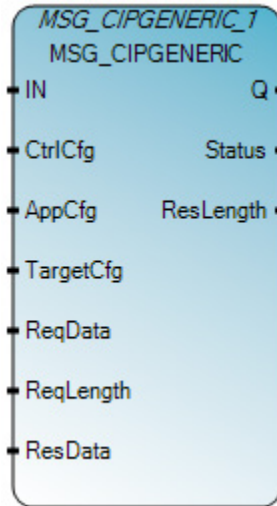 MSG_CIPGENERIC_1
MSG_CIPGENERIC
IN Q
CtrlCfg Status
AppCfg ResLength
TargetCfg
ReqData
ReqLength
ResData